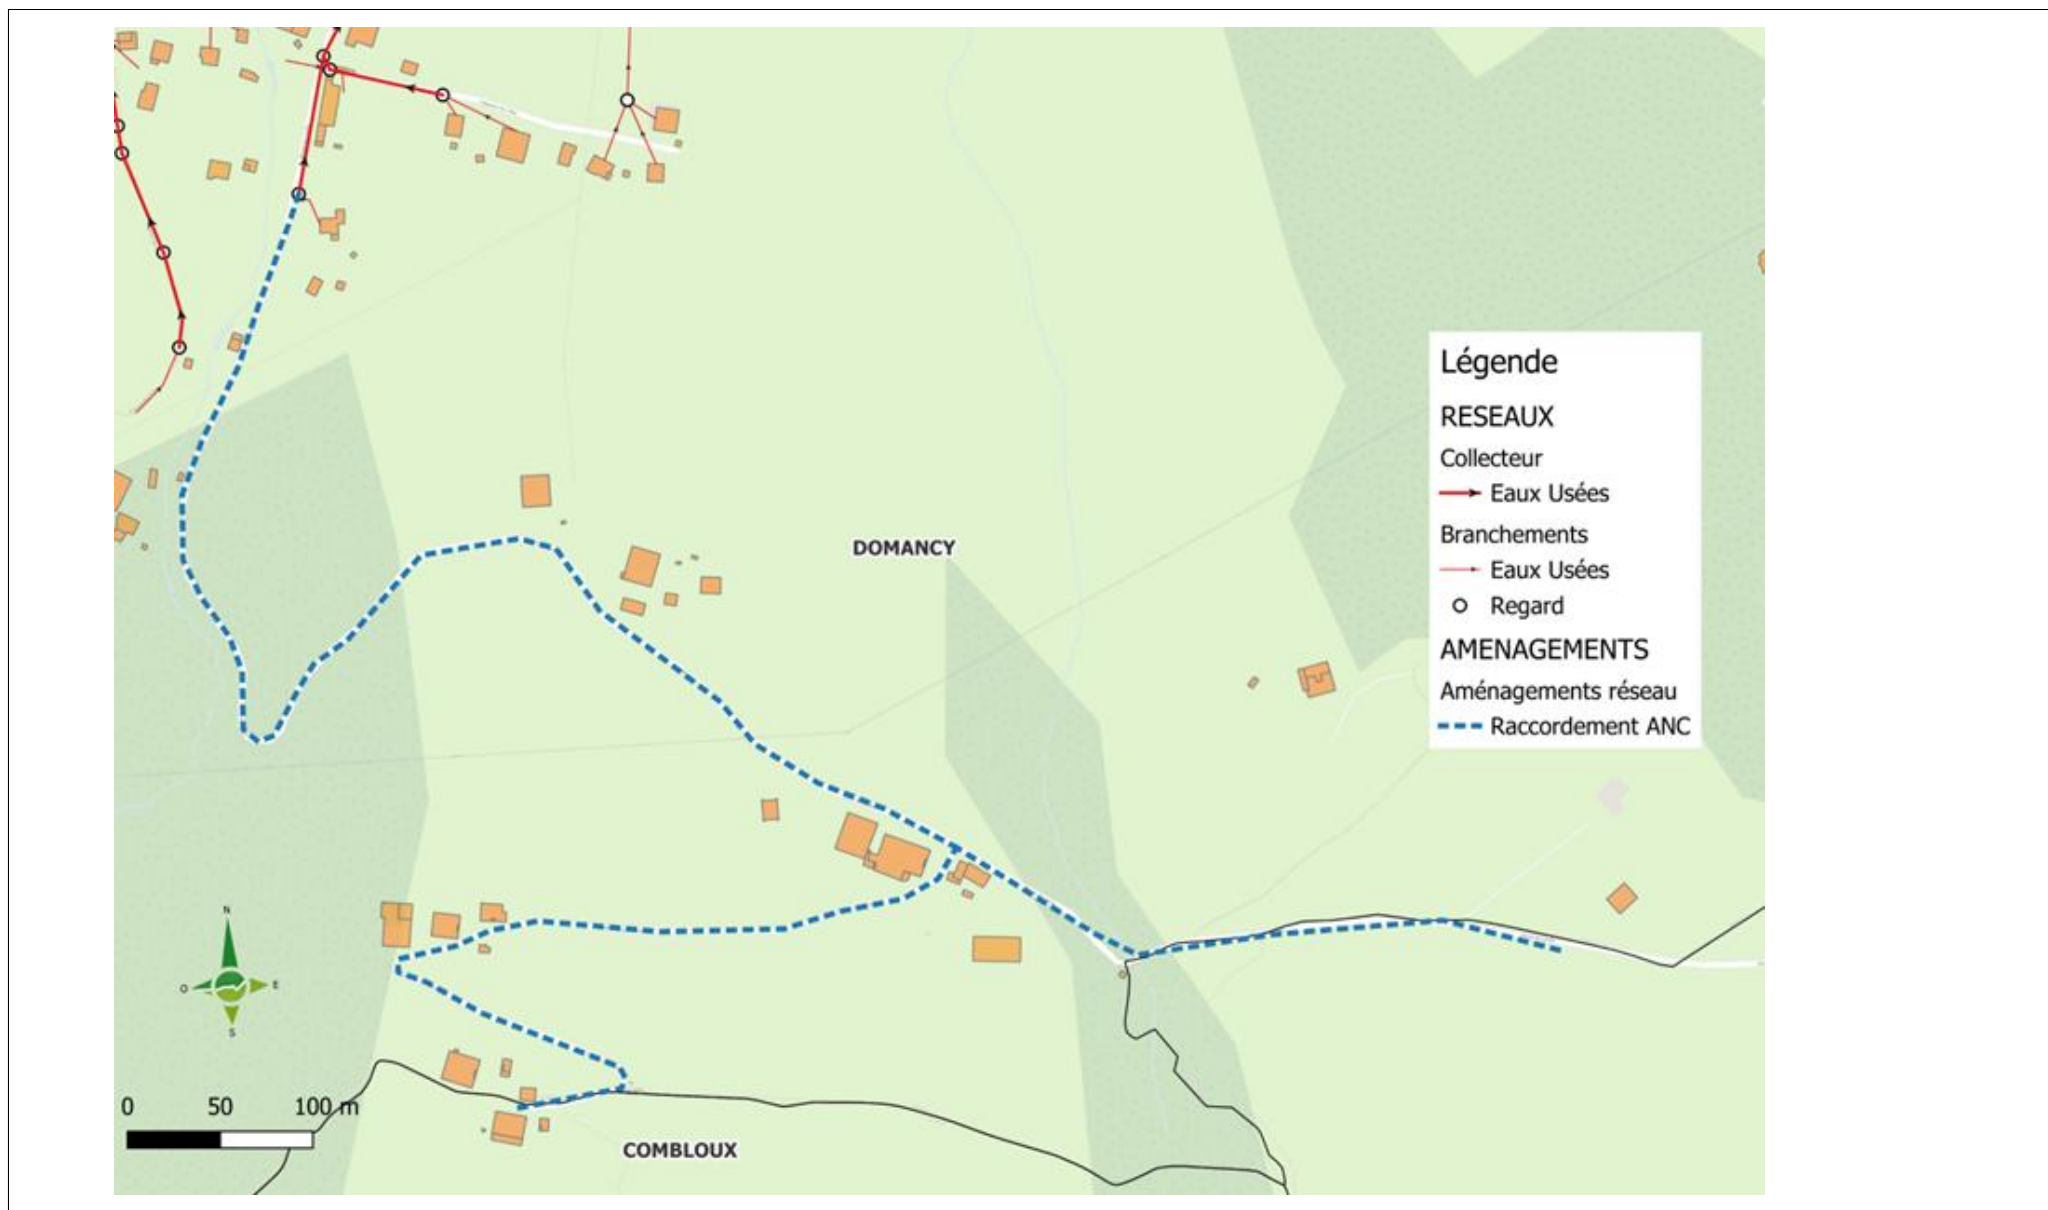 Légende
RESEAUX
Collecteur
Eaux Usées
Branchements
Eaux Usées
Regard
AMENAGEMENTS
Aménagements réseau
Raccordement ANC
DOMANCY
N
O
E
S
0 50 100 m
COMBLOUX